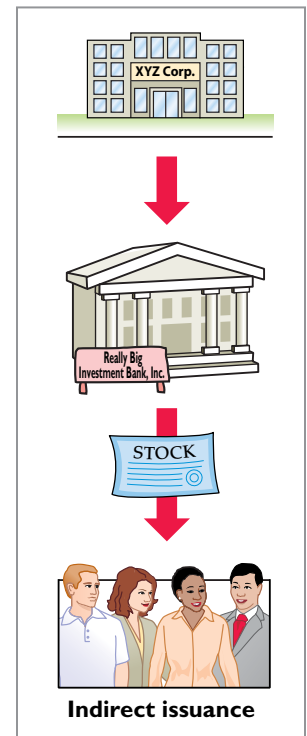 XYZ Corp.
Really Big
Investment Bank, Inc.
STOCK
Indirect issuance